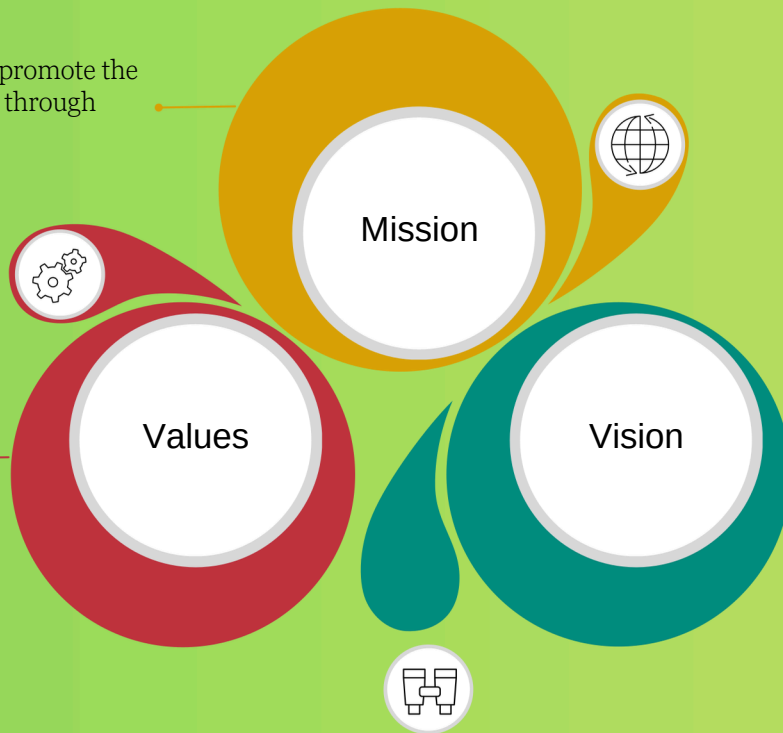 promote the
through
Mission
Values
Vision